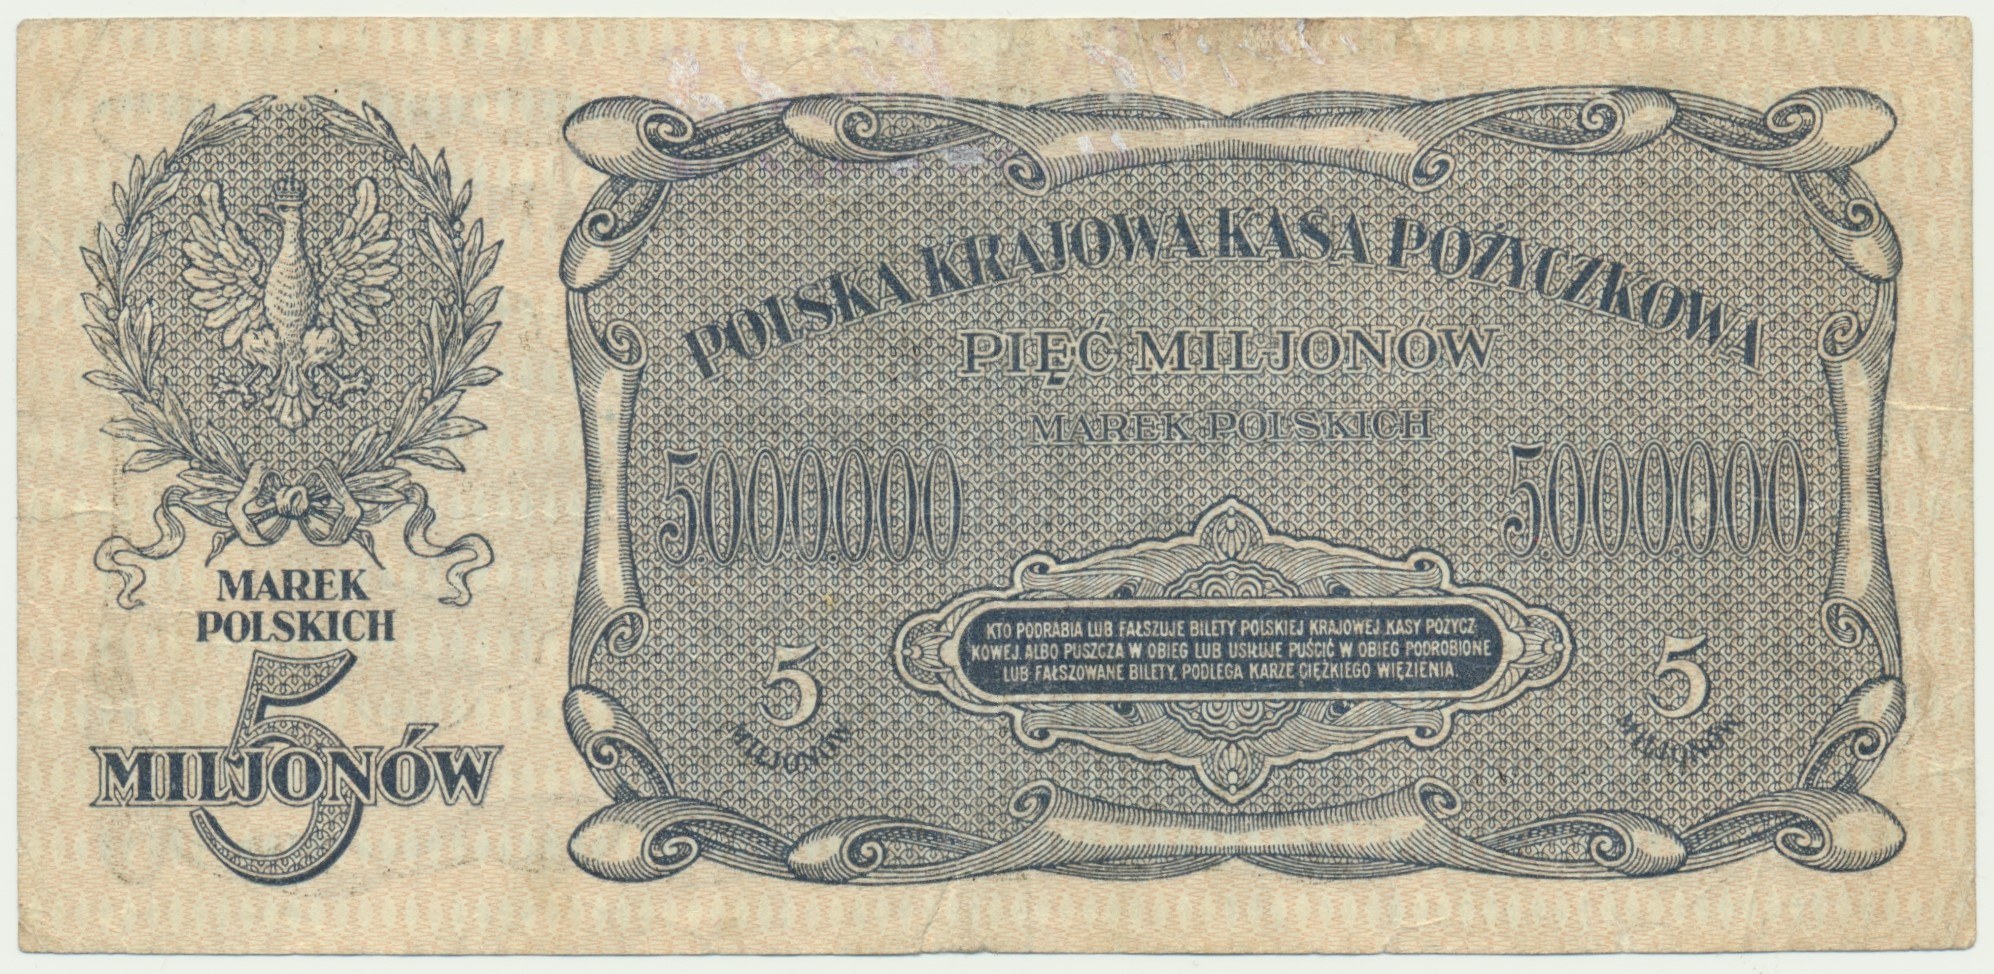 MAREK
POLSKICH
5
MILJONÓW
POLSKA KRAJOWA KASA POŻYCZKOWA
PIĘĆ MILJONÓW
MAREK POLSKICH
5.000.000
5.000.000
KTO PODRABIA LUB FAŁSZUJE BILETY POLSKIEJ KRAJOWEJ KASY POŻYCZ
KOWEJ, ALBO PUSZCZA W OBIEG LUB USIŁUJE PUŚCIĆ W OBIEG PODROBIONE
LUB FAŁSZOWANE BILETY, PODLEGA KARZE CIĘŻKIEGO WIĘZIENIA.
5
MILJONÓW
5
MILJONÓW